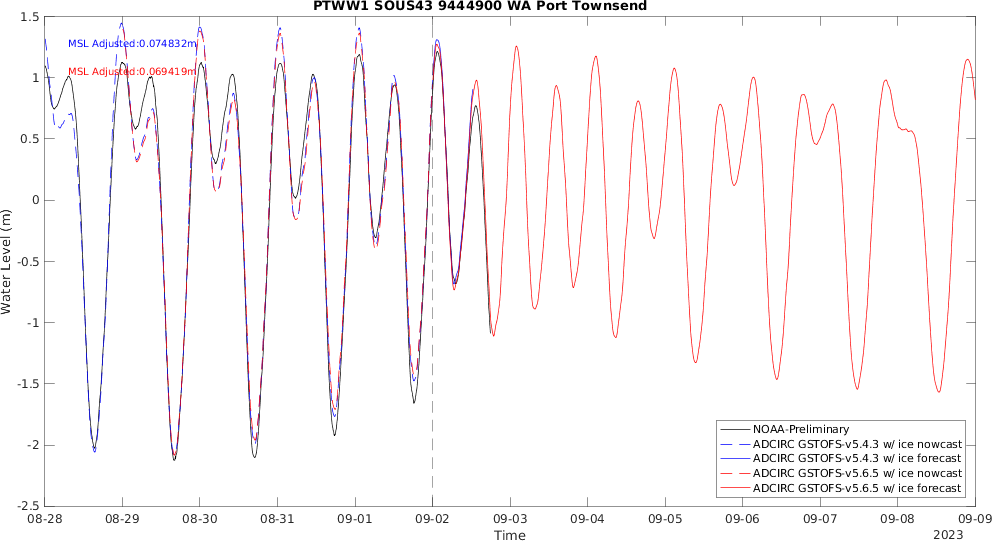 PTWW1 SOUS43 9444900 WA Port Townsend
MSL Adjusted:0.074832m
MSL Adjusted:0.069419m
Water Level (m)
1.5
1
0.5
0
-0.5
-1
-1.5
-2
-2.5
NOAA-Preliminary
ADCIRC GSTOFS-v5.4.3 w/ ice nowcast
ADCIRC GSTOFS-v5.4.3 w/ ice forecast
ADCIRC GSTOFS-v5.6.5 w/ ice nowcast
ADCIRC GSTOFS-v5.6.5 w/ ice forecast
08-28 08-29 08-30 08-31 09-01 09-02 09-03 09-04 09-05 09-06 09-07 09-08 09-09
Time
2023